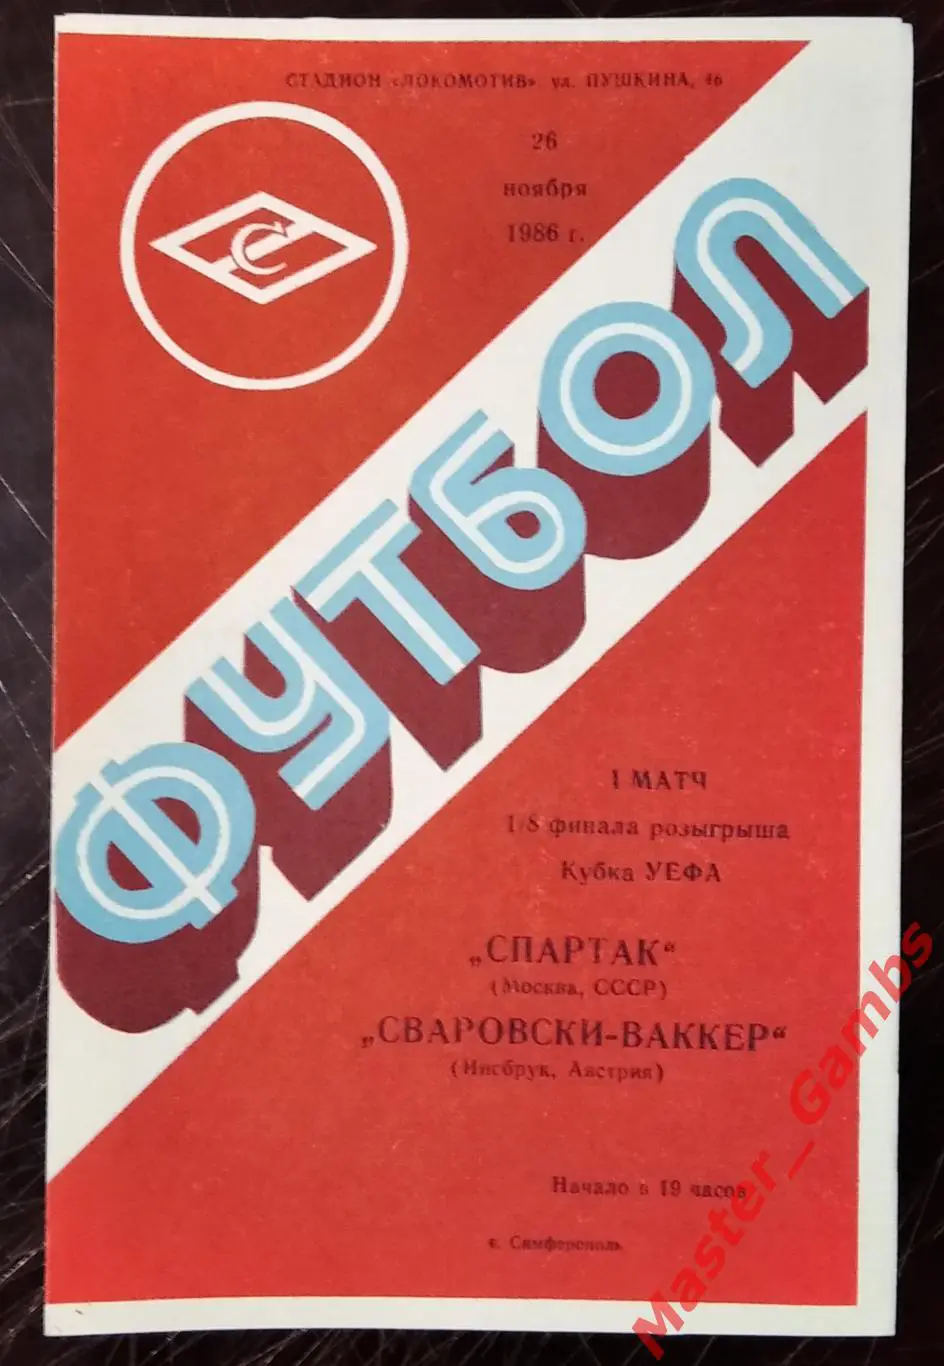 СТАДИОН «ЛОКОМОТИВ» ул. ПУШКИНА, 46
26
ноября
1986 г.
ФУТБОЛ
I МАТЧ
1/8 финала розыгрыша
Кубка УЕФА
„СПАРТАК“
(Москва, СССР)
„СВАРОВСКИ-ВАККЕР“
(Инсбрук, Австрия)
Начало в 19 часов
г. Симферополь
Master_Gambs